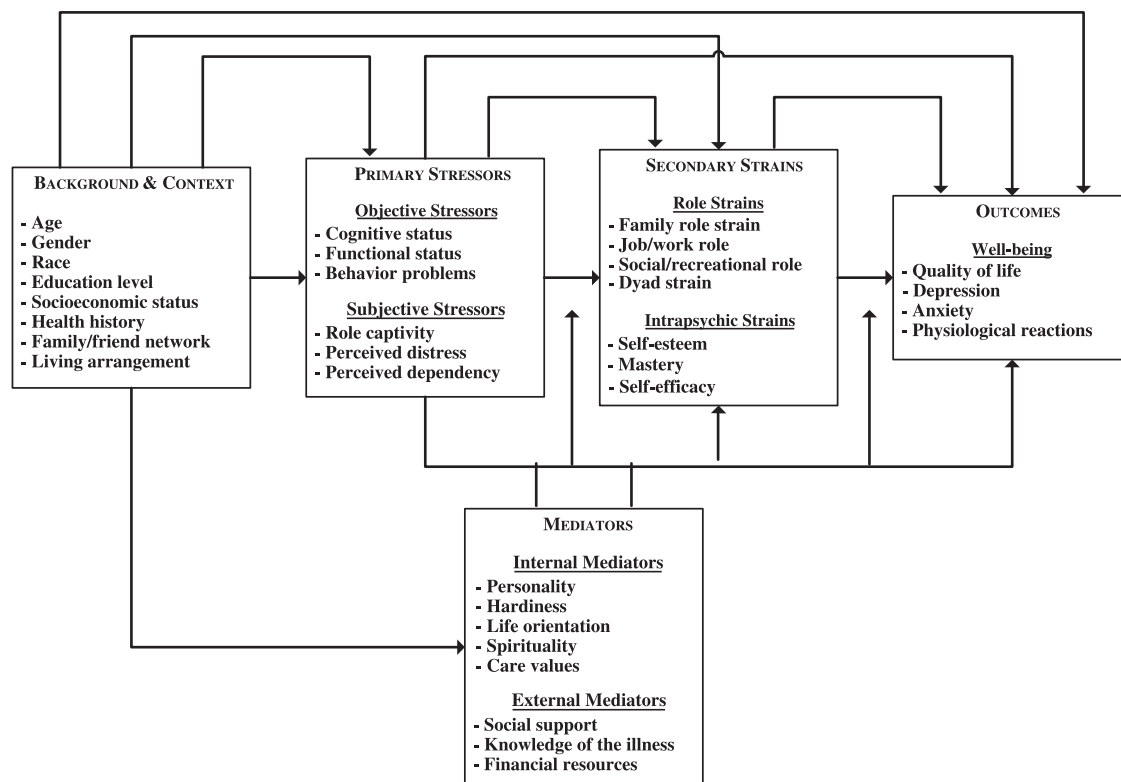 BACKGROUND & CONTEXT
- Age
- Gender
- Race
- Education level
- Socioeconomic status
- Health history
- Family/friend network
- Living arrangement
PRIMARY STRESSORS
Objective Stressors
- Cognitive status
- Functional status
- Behavior problems
Subjective Stressors
- Role captivity
- Perceived distress
- Perceived dependency
SECONDARY STRAINS
Role Strains
- Family role strain
- Job/work role
- Social/recreational role
- Dyad strain
Intrapsychic Strains
- Self-esteem
- Mastery
- Self-efficacy
OUTCOMES
Well-being
- Quality of life
- Depression
- Anxiety
- Physiological reactions
MEDIATORS
Internal Mediators
- Personality
- Hardiness
- Life orientation
- Spirituality
- Care values
External Mediators
- Social support
- Knowledge of the illness
- Financial resources